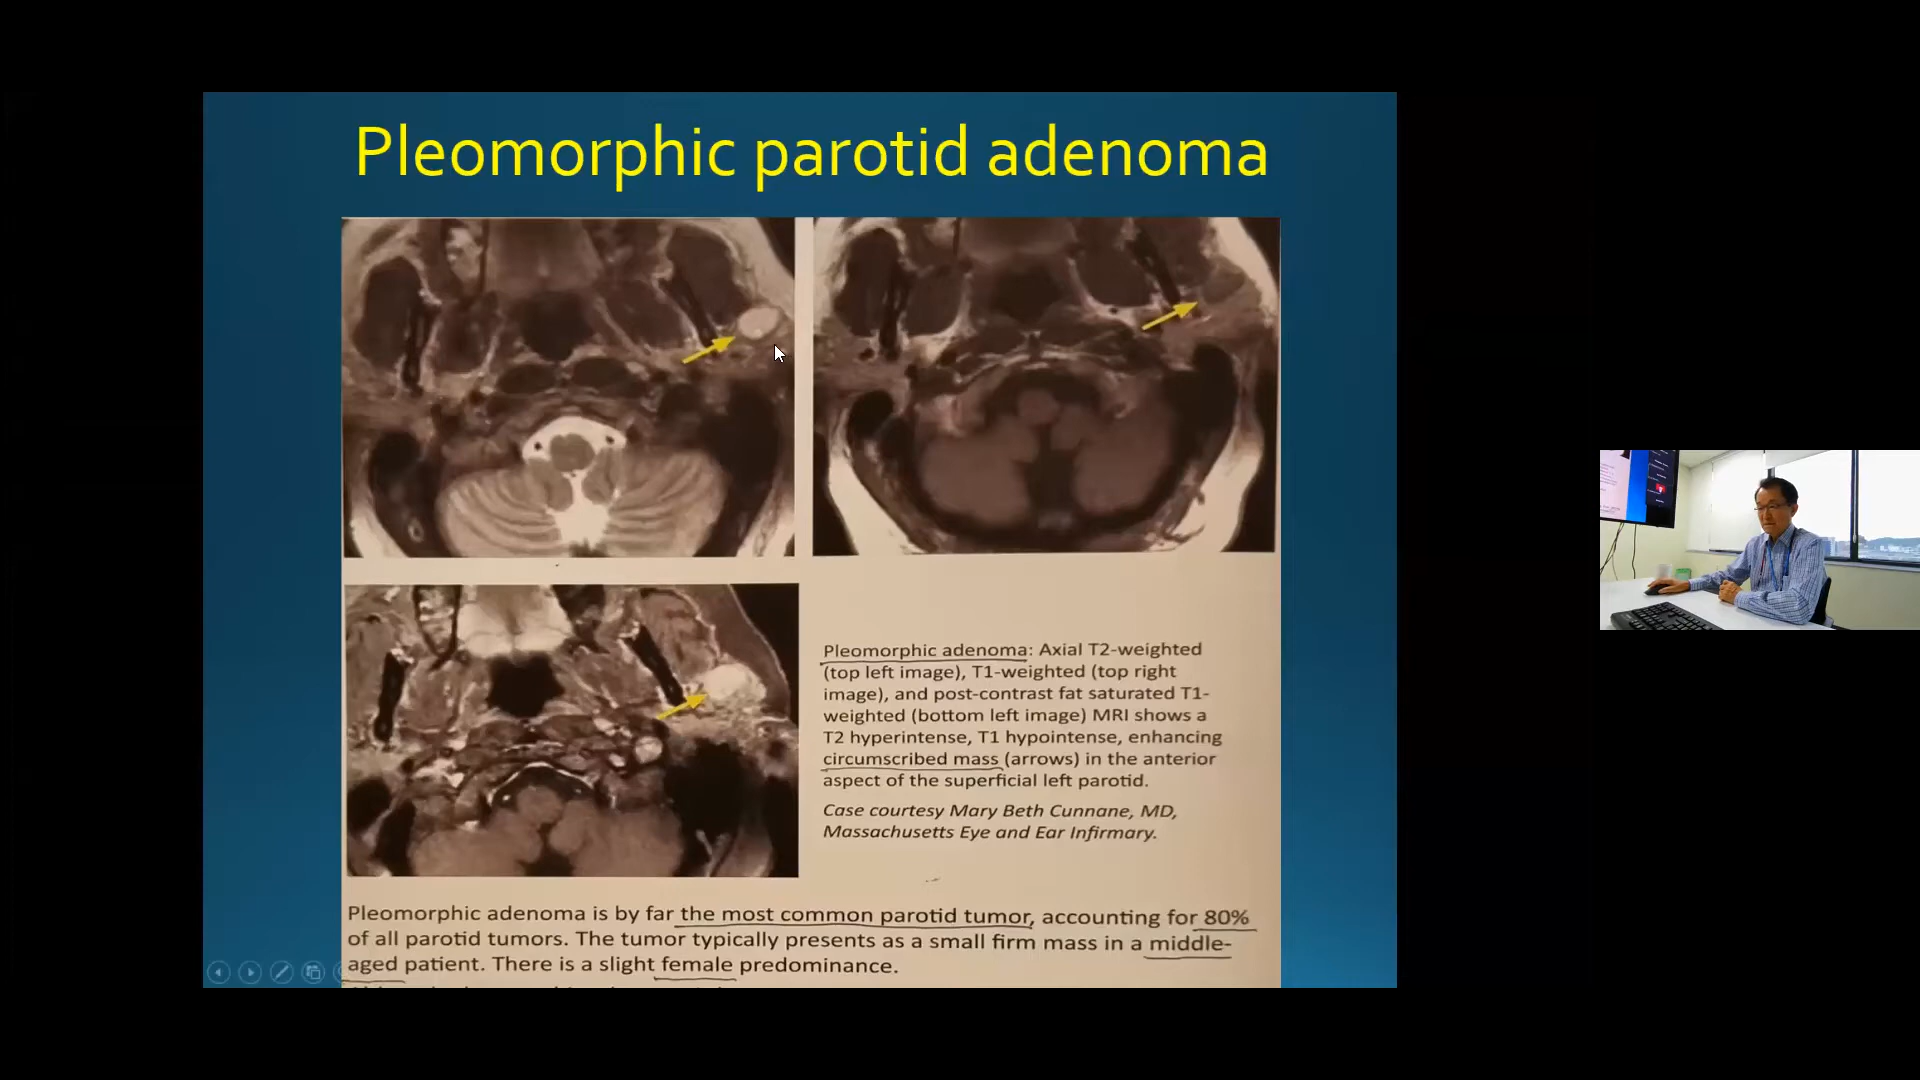 Pleomorphic parotid adenoma
Pleomorphic adenoma: Axial T2-weighted
(top left image), T1-weighted (top right
image), and post-contrast fat saturated T1-
weighted (bottom left image) MRI shows a
T2 hyperintense, T1 hypointense, enhancing
circumscribed mass (arrows) in the anterior
aspect of the superficial left parotid.
Case courtesy Mary Beth Cunnane, MD,
Massachusetts Eye and Ear Infirmary.
Pleomorphic adenoma is by far the most common parotid tumor, accounting for 80%
of all parotid tumors. The tumor typically presents as a small firm mass in a middle-
aged patient. There is a slight female predominance.